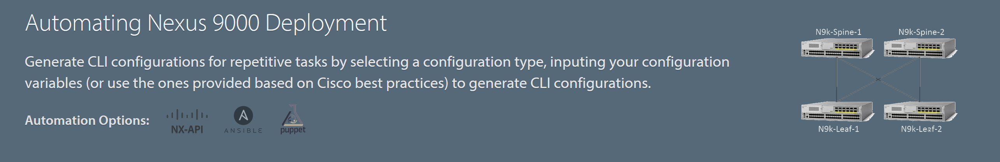 Automating Nexus 9000 Deployment
Generate CLI configurations for repetitive tasks by selecting a configuration type, inputing your configuration
variables (or use the ones provided based on Cisco best practices) to generate CLI configurations.
Automation Options:
NX-API
ANSIBLE
puppet
N9k-Spine-1
N9k-Spine-2
N9k-Leaf-1
N9k-Leaf-2